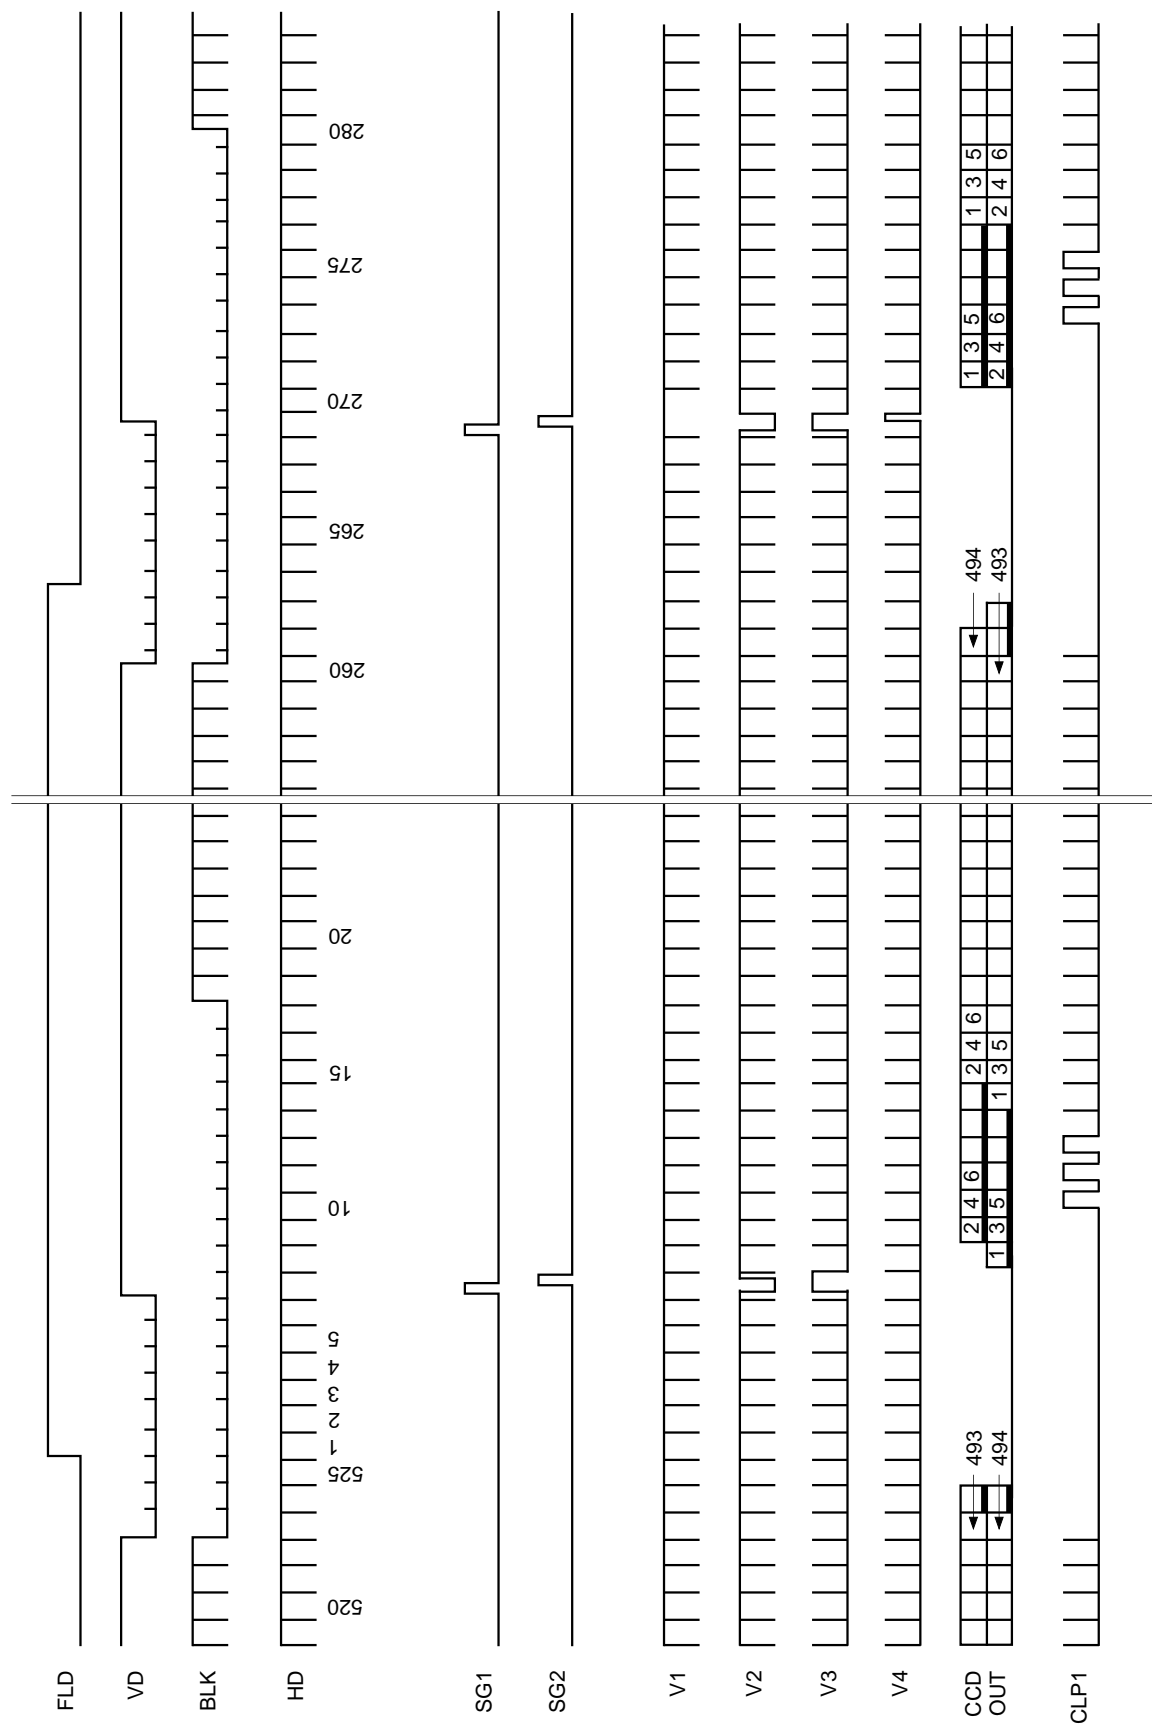 FLD
VD
BLK
HD
520 525 1 2 3 4 5 10 15 20 260 265 270 275 280
SG1
SG2
V1
V2
V3
V4
CCD 493 2 4 6 2 4 6 494 1 3 5 1 3 5
OUT 494 1 3 5 1 3 5 493 2 4 6 2 4 6
CLP1